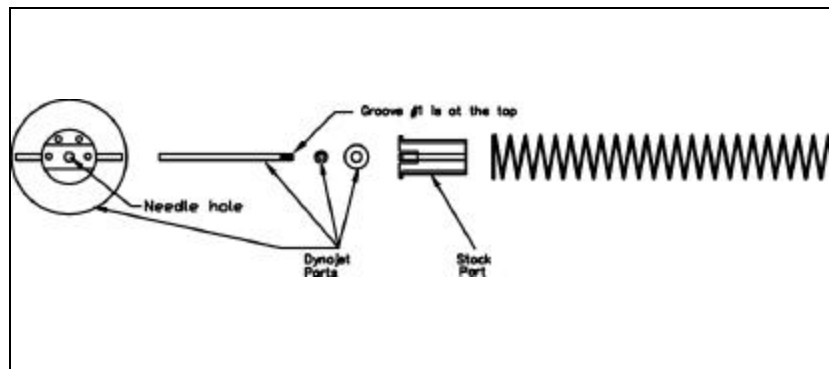 Groove #1 is at the top
Needle hole
Dynojet
Parts
Stock
Part